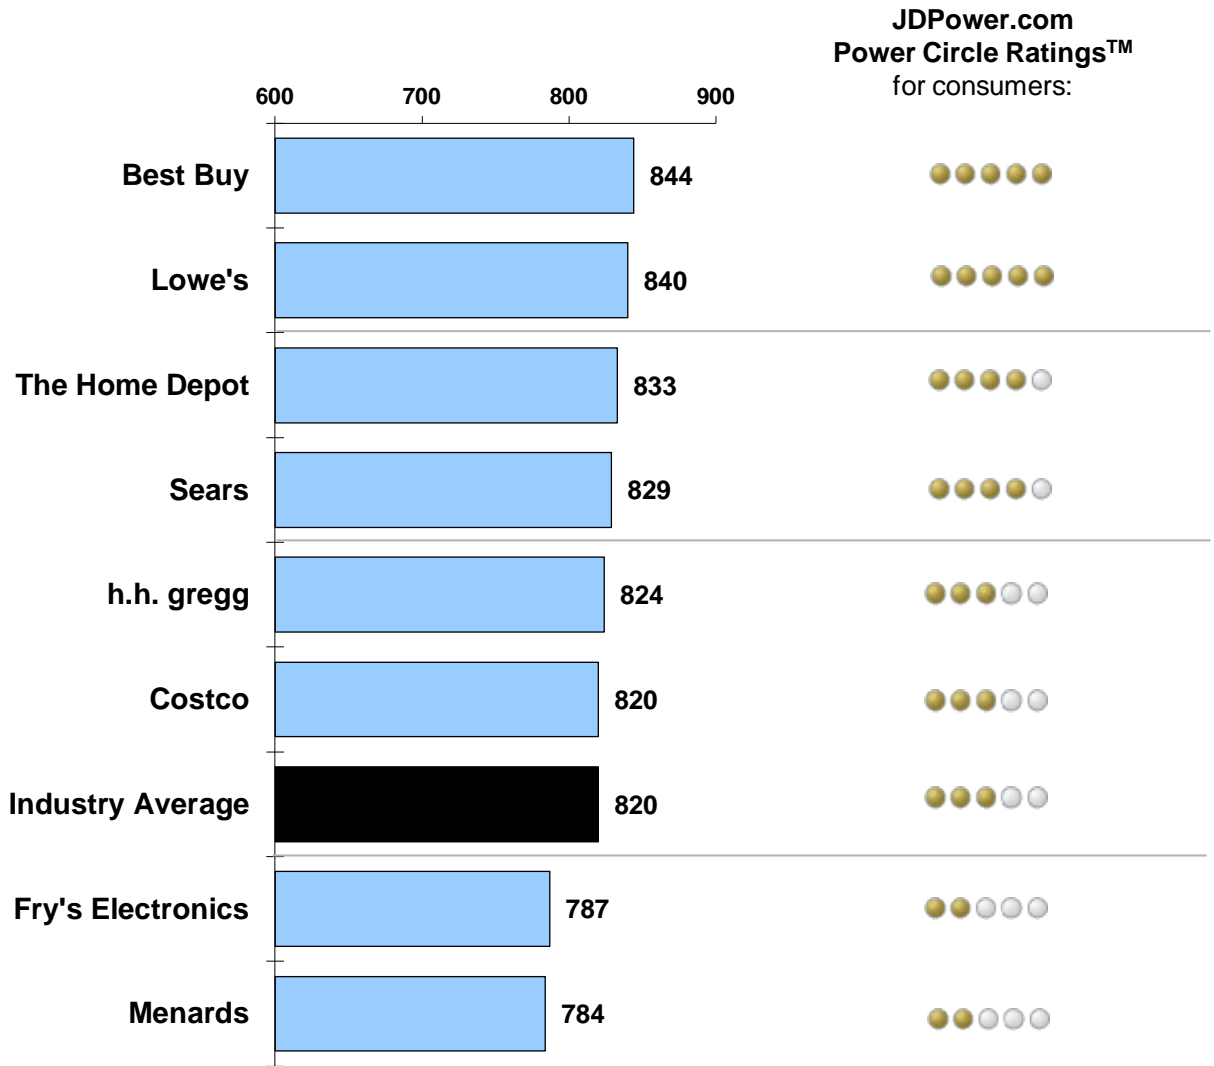 JDPower.com
Power Circle Ratings™
for consumers:
600 700 800 900
Best Buy 844
Lowe's 840
The Home Depot 833
Sears 829
h.h. gregg 824
Costco 820
Industry Average 820
Fry's Electronics 787
Menards 784